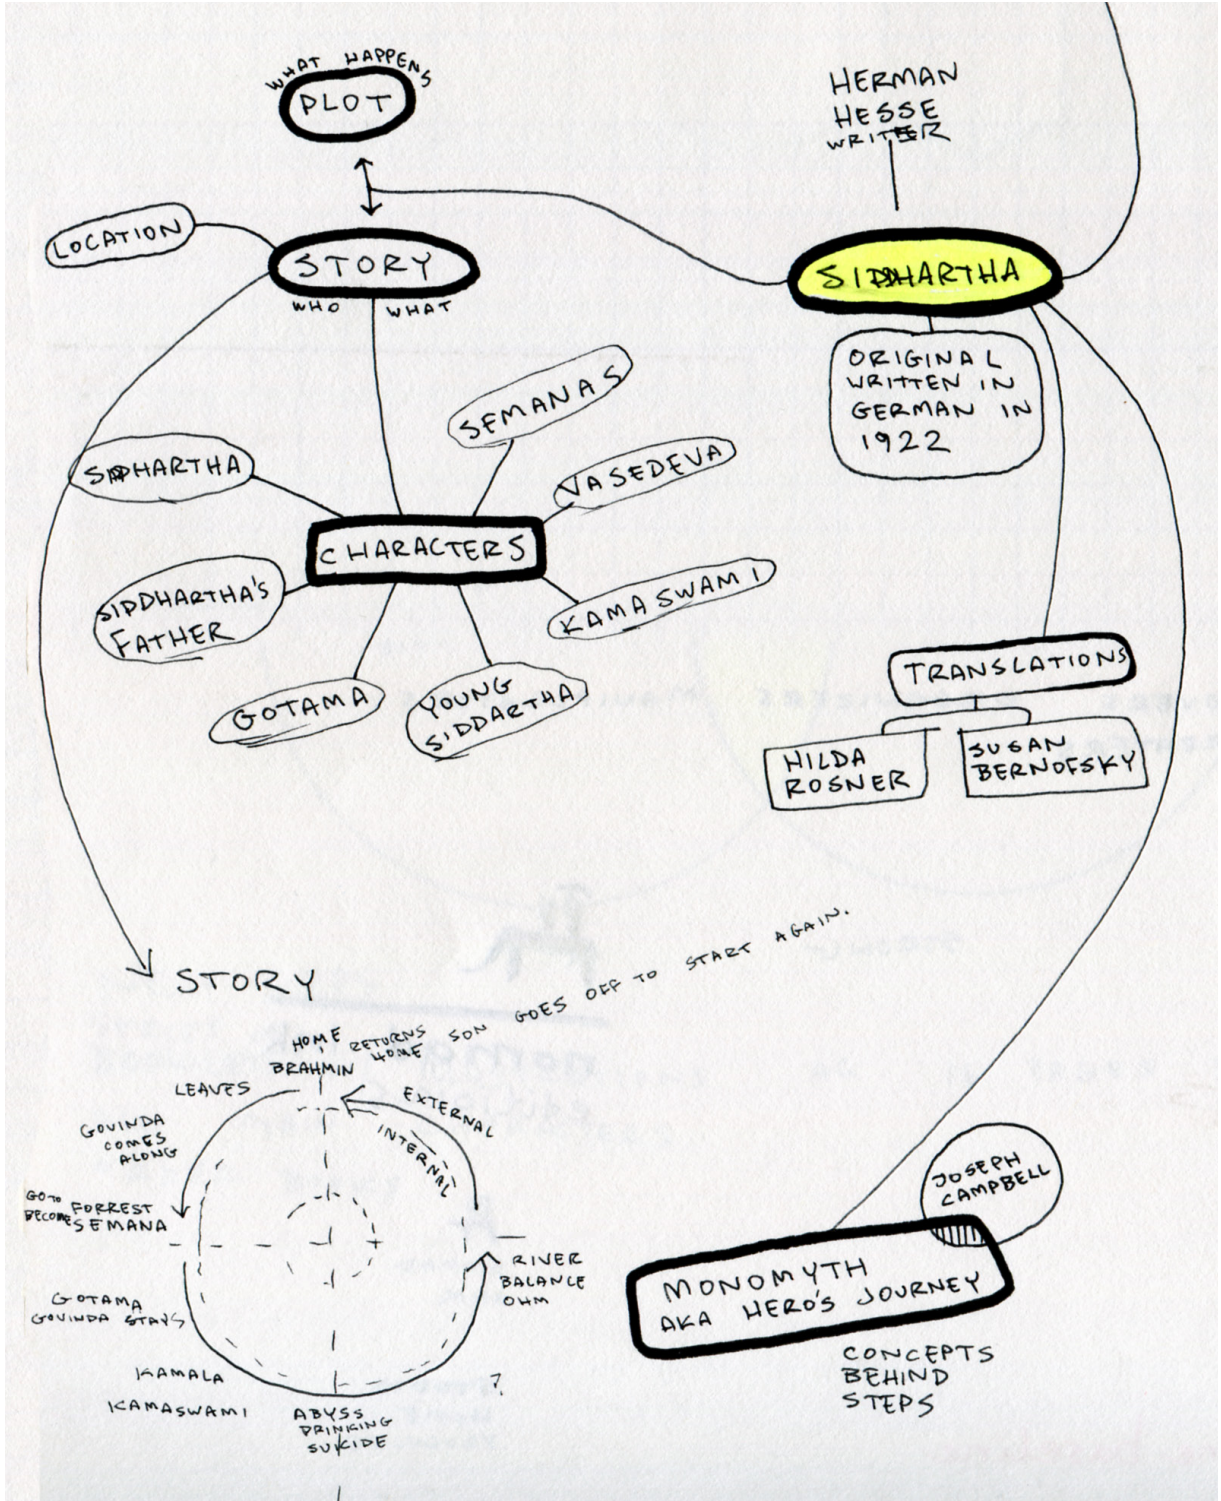 WHAT HAPPENS
PLOT
HERMAN
HESSE
WRITER
LOCATION
STORY
WHO WHAT
SIDDHARTHA
ORIGINAL
WRITTEN IN
GERMAN IN
1922
SEMANAS
SIDDHARTHA
VASEDEVA
CHARACTERS
SIDDHARTHA'S
FATHER
KAMASWAMI
GOTAMA
YOUNG
SIDDARTHA
TRANSLATIONS
HILDA
ROSNER
SUSAN
BERNOFSKY
STORY
HOME RETURNS HOME SON GOES OFF TO START AGAIN.
BRAHMIN
LEAVES
EXTERNAL
INTERNAL
GOVINDA
COMES
ALONG
GO TO FORREST
BECOME SEMANA
RIVER
BALANCE
OHM
GOTAMA
GOVINDA STAYS
KAMALA
KAMASWAMI
?
ABYSS
DRINKING
SUICIDE
JOSEPH
CAMPBELL
MONOMYTH
AKA HERO'S JOURNEY
CONCEPTS
BEHIND
STEPS